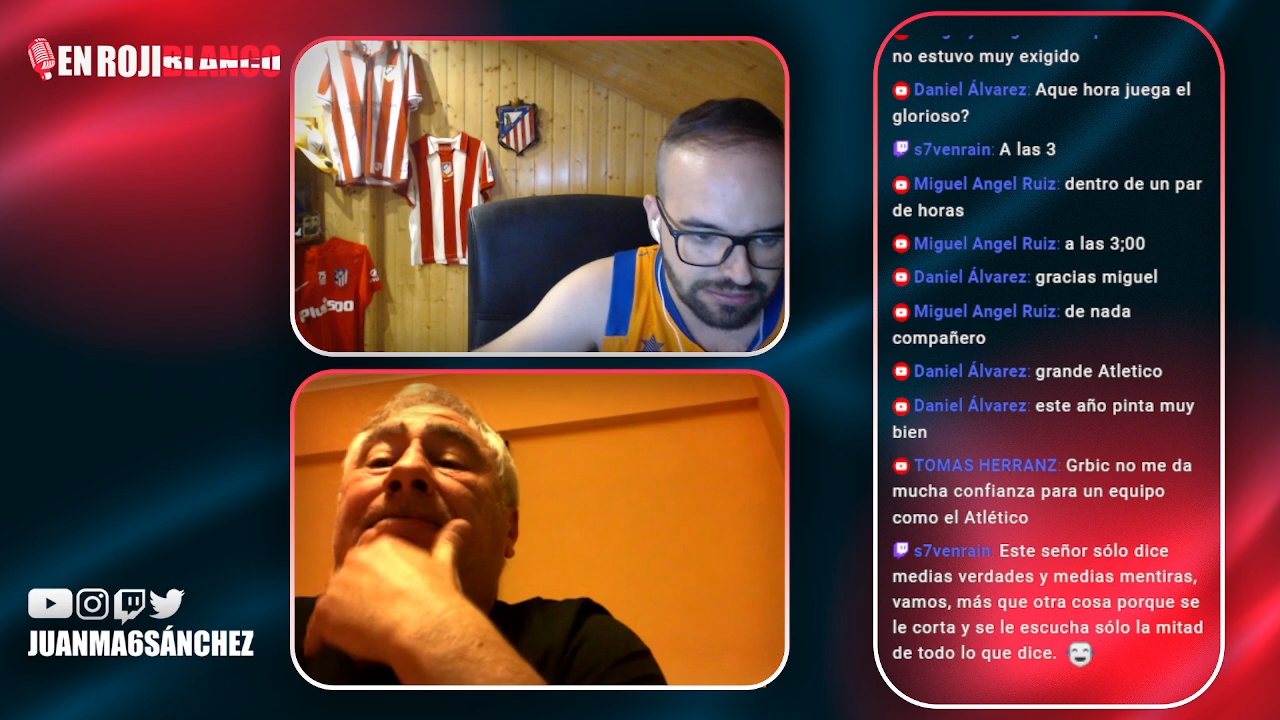 EN ROJIBLANCO
no estuvo muy exigido
Daniel Álvarez: Aque hora juega el
glorioso?
s7venrain: A las 3
Miguel Angel Ruiz: dentro de un par
de horas
Miguel Angel Ruiz: a las 3;00
Daniel Álvarez: gracias miguel
Miguel Angel Ruiz: de nada
compañero
Daniel Álvarez: grande Atletico
Daniel Álvarez: este año pinta muy
bien
TOMAS HERRANZ: Grbic no me da
mucha confianza para un equipo
como el Atlético
s7venrain: Este señor sólo dice
medias verdades y medias mentiras,
vamos, más que otra cosa porque se
le corta y se le escucha sólo la mitad
de todo lo que dice.
Plus500
JUANMA6SÁNCHEZ